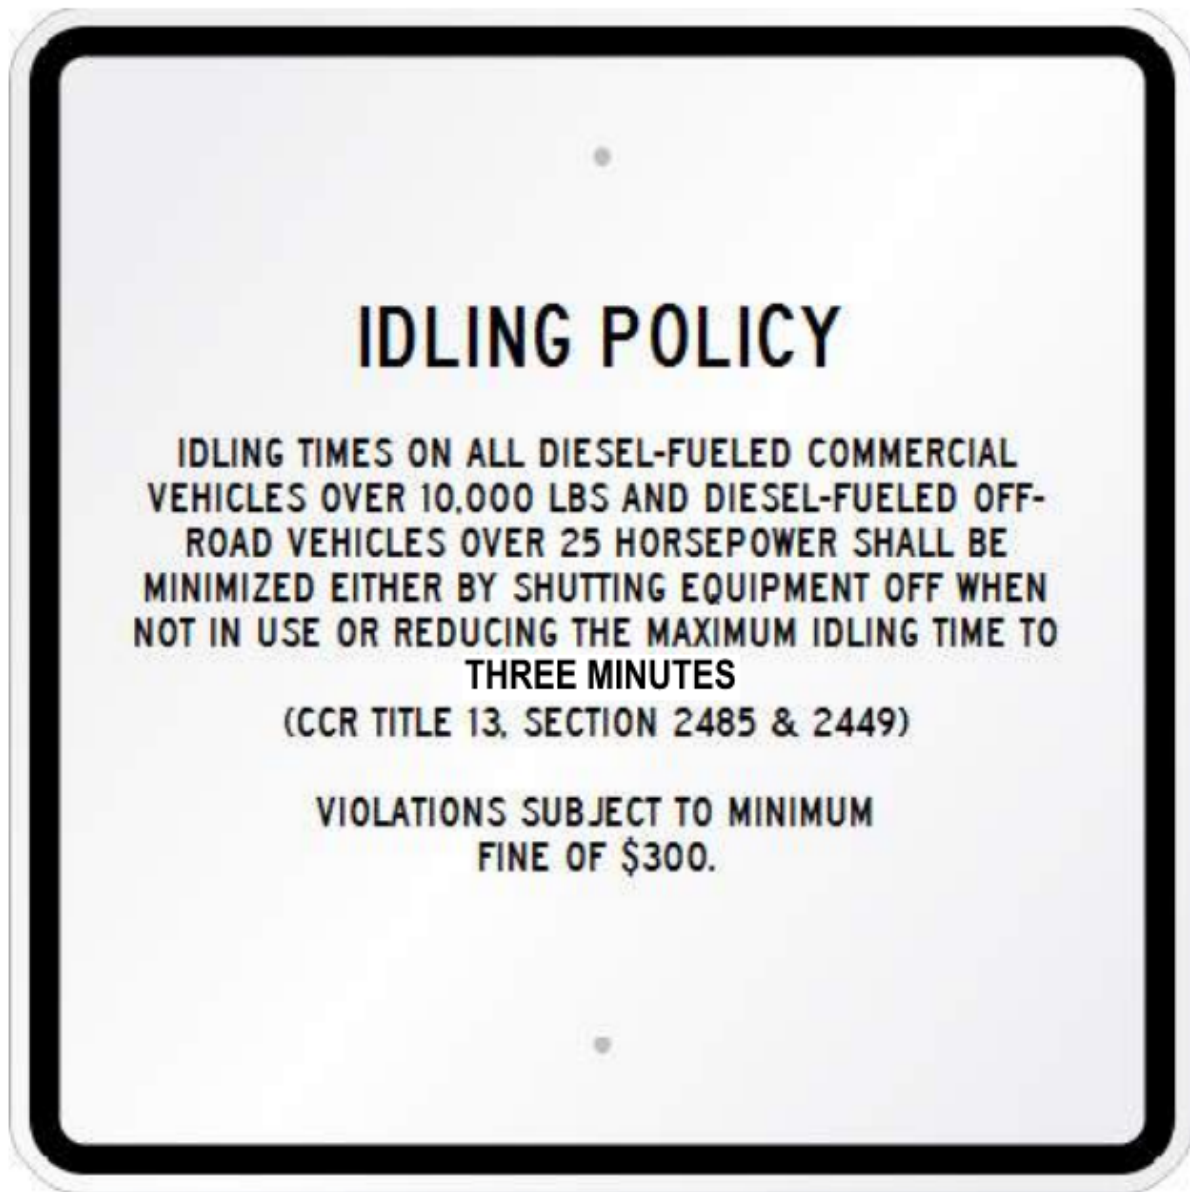 IDLING POLICY
IDLING TIMES ON ALL DIESEL-FUELED COMMERCIAL
VEHICLES OVER 10,000 LBS AND DIESEL-FUELED OFF-
ROAD VEHICLES OVER 25 HORSEPOWER SHALL BE
MINIMIZED EITHER BY SHUTTING EQUIPMENT OFF WHEN
NOT IN USE OR REDUCING THE MAXIMUM IDLING TIME TO
THREE MINUTES
(CCR TITLE 13, SECTION 2485 & 2449)
VIOLATIONS SUBJECT TO MINIMUM
FINE OF $300.